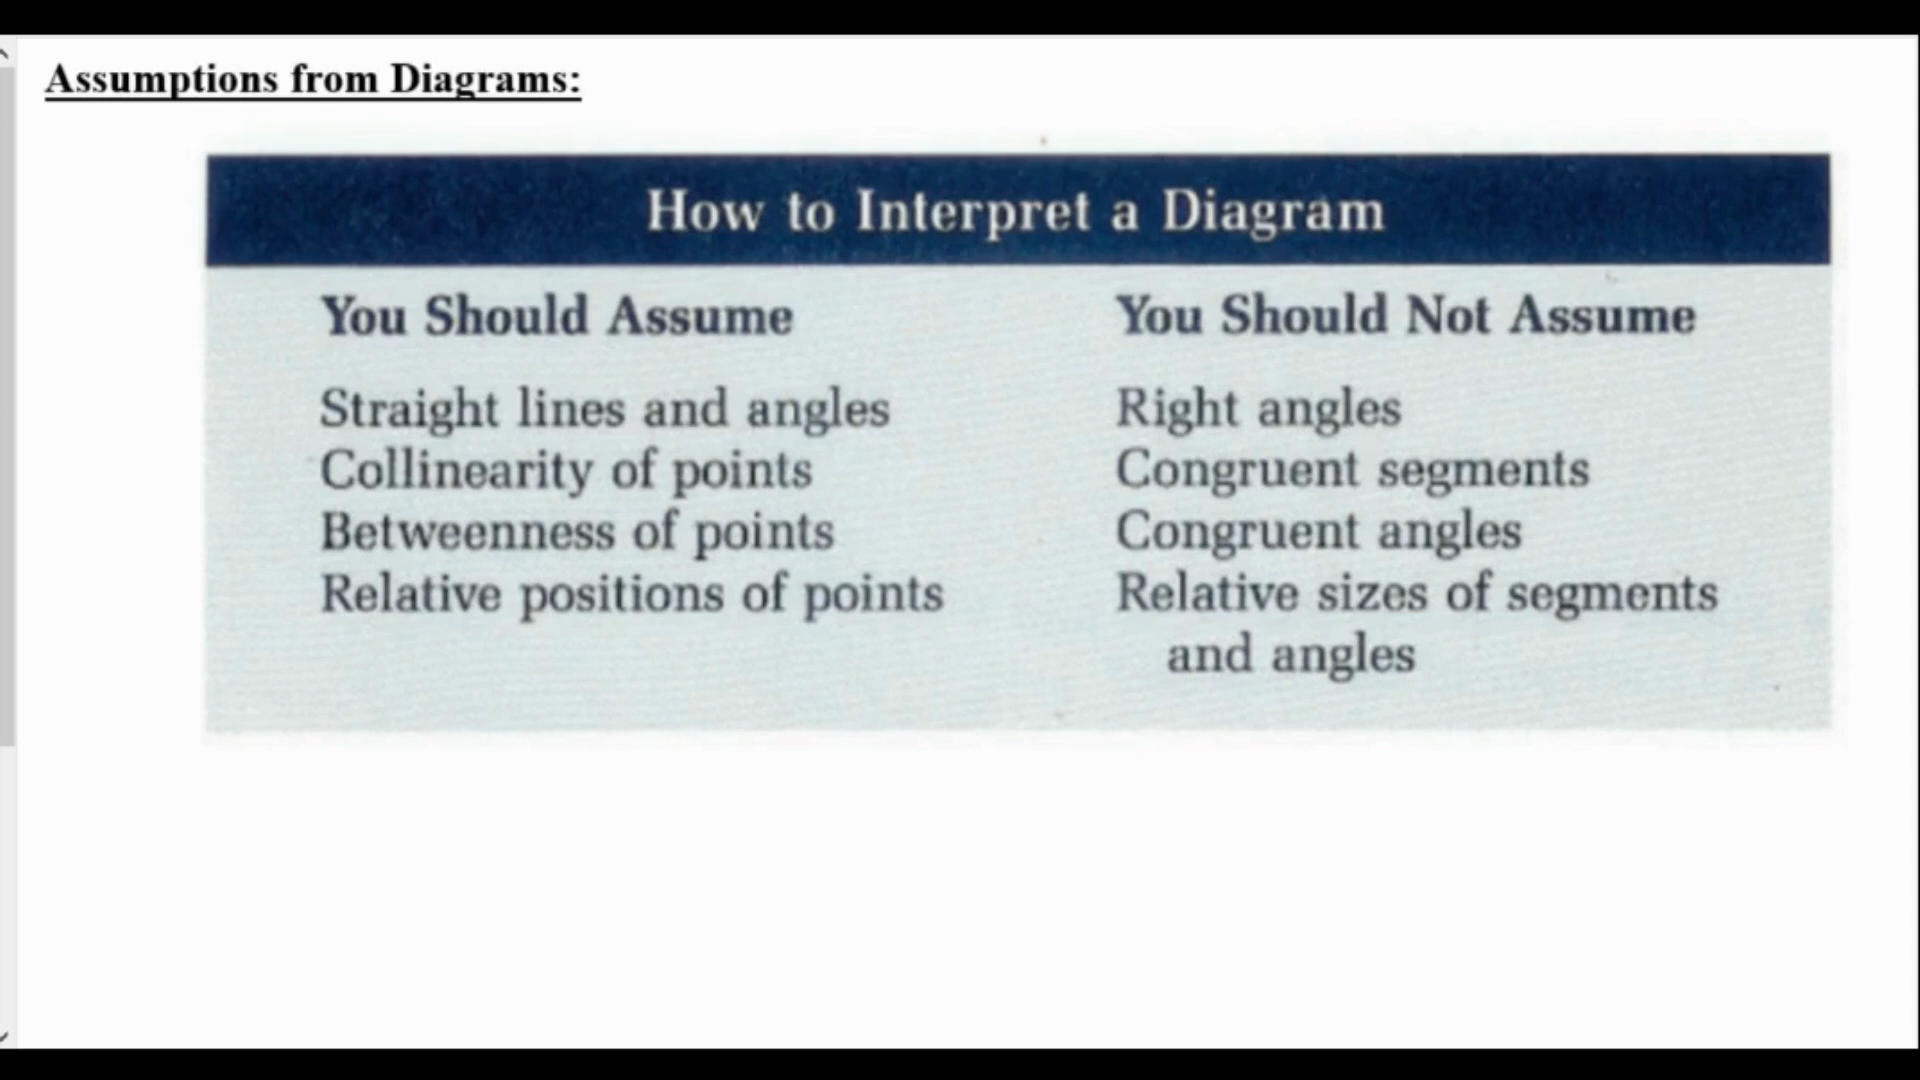 Assumptions from Diagrams:
How to Interpret a Diagram
You Should Assume
Straight lines and angles
Collinearity of points
Betweenness of points
Relative positions of points
You Should Not Assume
Right angles
Congruent segments
Congruent angles
Relative sizes of segments
and angles